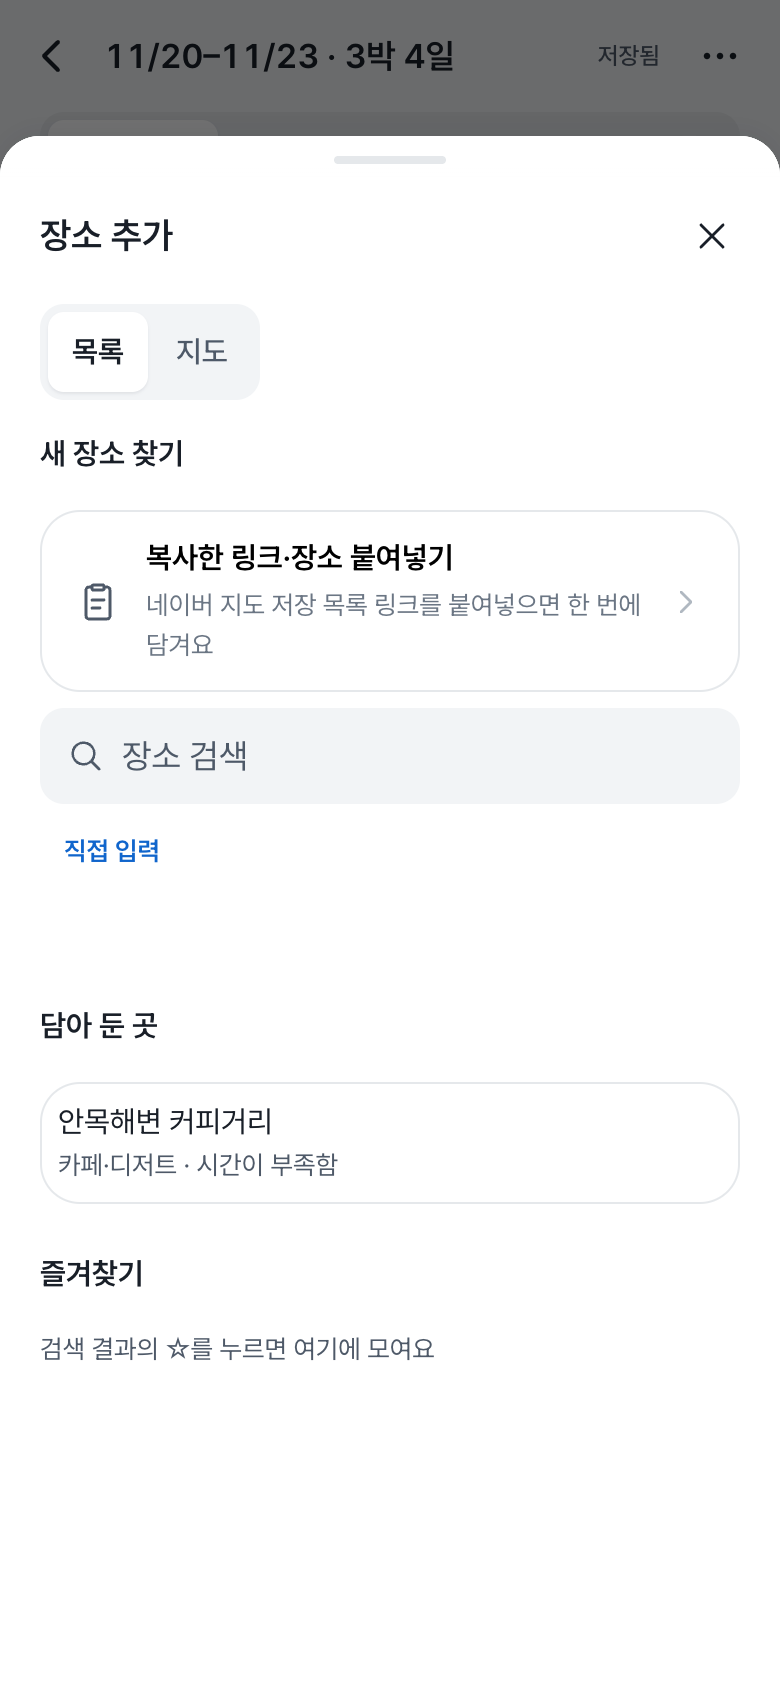 11/20–11/23 · 3박 4일
저장됨
장소 추가
목록
지도
새 장소 찾기
복사한 링크·장소 붙여넣기
네이버 지도 저장 목록 링크를 붙여넣으면 한 번에
담겨요
장소 검색
직접 입력
담아 둔 곳
안목해변 커피거리
카페·디저트 · 시간이 부족함
즐겨찾기
검색 결과의 ☆를 누르면 여기에 모여요